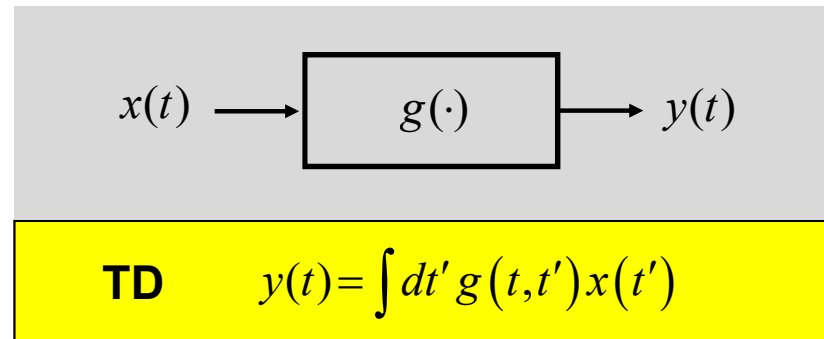 x(t) g(·) y(t)
TD y(t) = ∫ dt′ g(t,t′) x(t′)